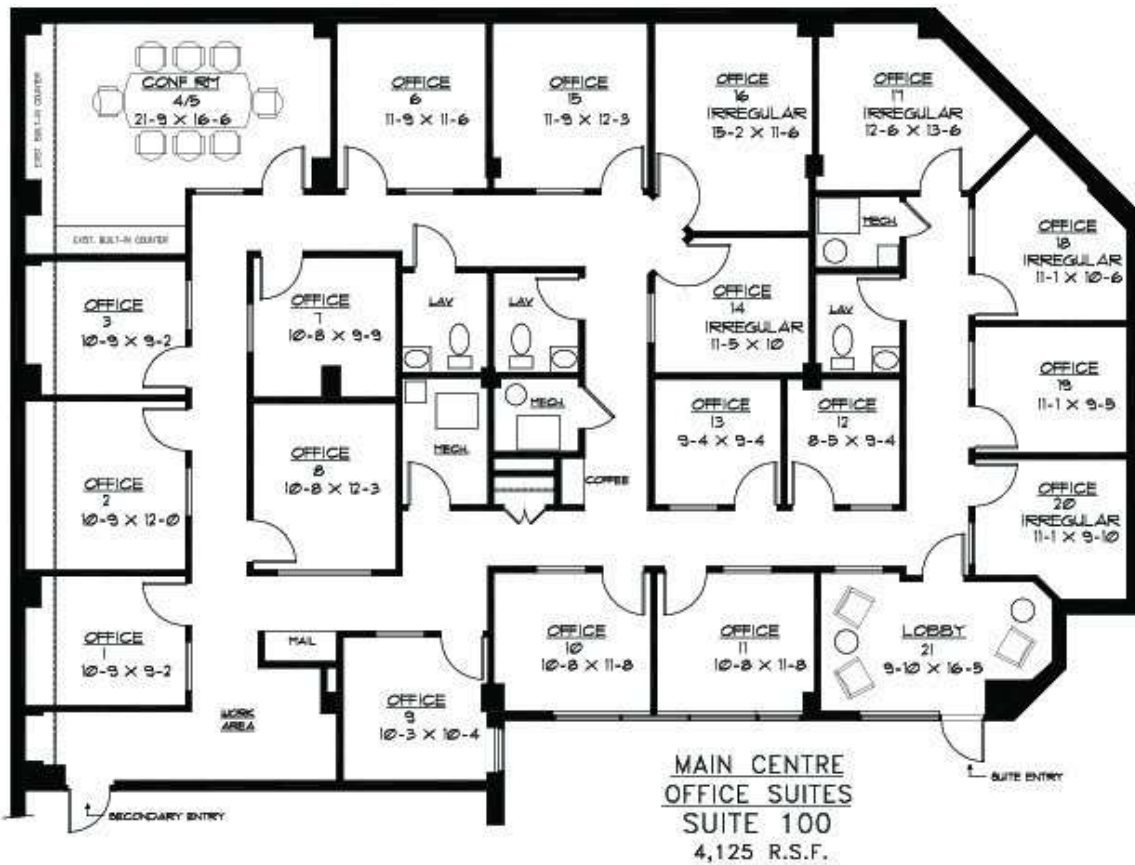 CONF RM
4/5
21-9 X 16-6
EXIST. BUILT-IN COUNTER
EXIST. BUILT-IN COUNTER
OFFICE
6
11-9 X 11-6
OFFICE
15
11-9 X 12-3
OFFICE
16
IRREGULAR
15-2 X 11-6
OFFICE
17
IRREGULAR
12-6 X 13-6
MECH.
OFFICE
18
IRREGULAR
11-1 X 10-6
OFFICE
3
10-9 X 9-2
OFFICE
7
10-8 X 9-9
LAV
LAV
OFFICE
14
IRREGULAR
11-5 X 10
LAV
OFFICE
19
11-1 X 9-5
OFFICE
2
10-9 X 12-0
OFFICE
8
10-8 X 12-3
MECH.
MECH.
COFFEE
OFFICE
13
9-4 X 9-4
OFFICE
12
8-5 X 9-4
OFFICE
20
IRREGULAR
11-1 X 9-10
OFFICE
1
10-9 X 9-2
MAIL
WORK
AREA
OFFICE
9
10-3 X 10-4
OFFICE
10
10-8 X 11-8
OFFICE
11
10-8 X 11-8
LOBBY
21
9-10 X 16-5
SECONDARY ENTRY
SUITE ENTRY
MAIN CENTRE
OFFICE SUITES
SUITE 100
4,125 R.S.F.